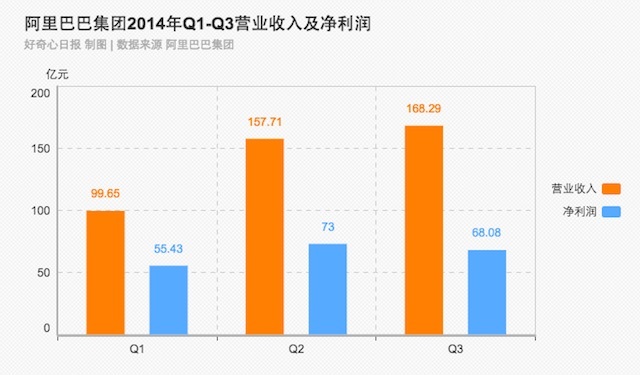 阿里巴巴集团2014年Q1-Q3营业收入及净利润
好奇心日报 制图 | 数据来源 阿里巴巴集团
亿元
200
150
100
50
0
99.65
55.43
157.71
73
168.29
68.08
Q1
Q2
Q3
营业收入
净利润